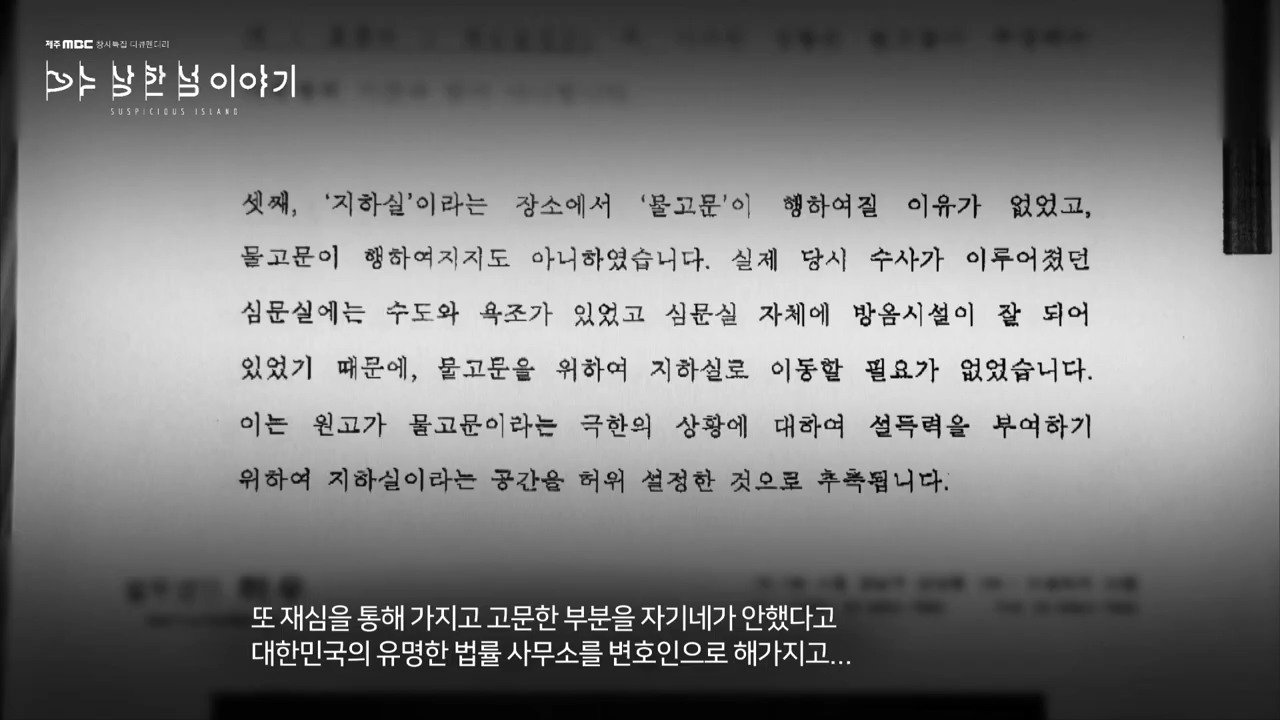 제주MBC 창사특집 다큐멘터리
수상한섬 이야기
SUSPICIOUS ISLAND
셋째, ‘지하실’이라는 장소에서 ‘물고문’이 행하여질 이유가 없었고,
물고문이 행하여지지도 아니하였습니다. 실제 당시 수사가 이루어졌던
심문실에는 수도와 욕조가 있었고 심문실 자체에 방음시설이 잘 되어
있었기 때문에, 물고문을 위하여 지하실로 이동할 필요가 없었습니다.
이는 원고가 물고문이라는 극한의 상황에 대하여 설득력을 부여하기
위하여 지하실이라는 공간을 허위 설정한 것으로 추측됩니다.
또 재심을 통해 가지고 고문한 부분을 자기네가 안했다고
대한민국의 유명한 법률 사무소를 변호인으로 해가지고...